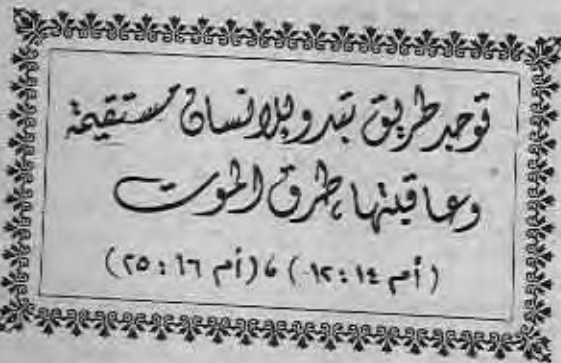 توجد طريق تبدو للانسان مستقيمة
وعاقبتها طرق الموت
(أم ١٤ : ١٢) ، (أم ١٦ : ٢٥)